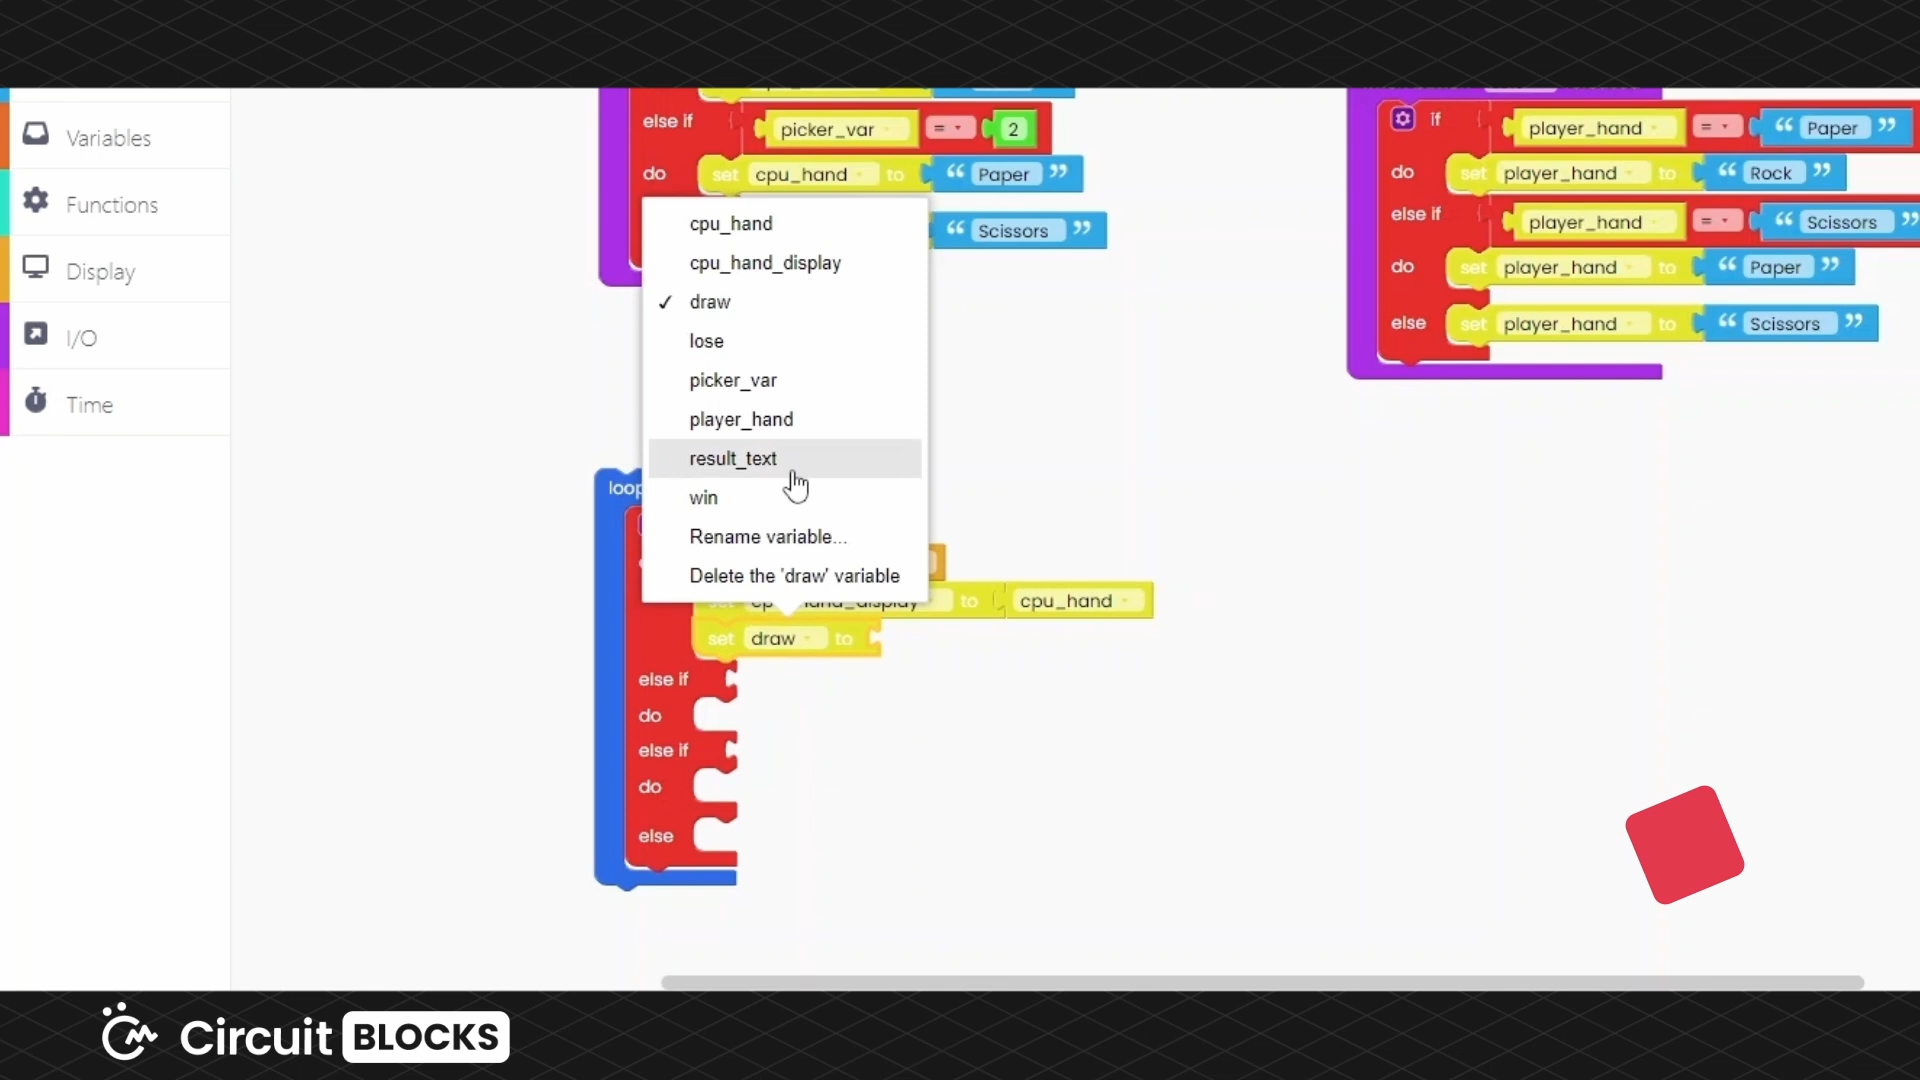 Variables
Functions
Display
I/O
Time
else if picker_var = 2
do set cpu_hand to “ Paper ”
“ Scissors ”
cpu_hand
cpu_hand_display
✓ draw
lose
picker_var
player_hand
result_text
win
Rename variable...
Delete the 'draw' variable
loop
set cpu_hand_display to cpu_hand
set draw to
else if
do
else if
do
else
if player_hand = “ Paper ”
do set player_hand to “ Rock ”
else if player_hand = “ Scissors ”
do set player_hand to “ Paper ”
else set player_hand to “ Scissors ”
Circuit BLOCKS